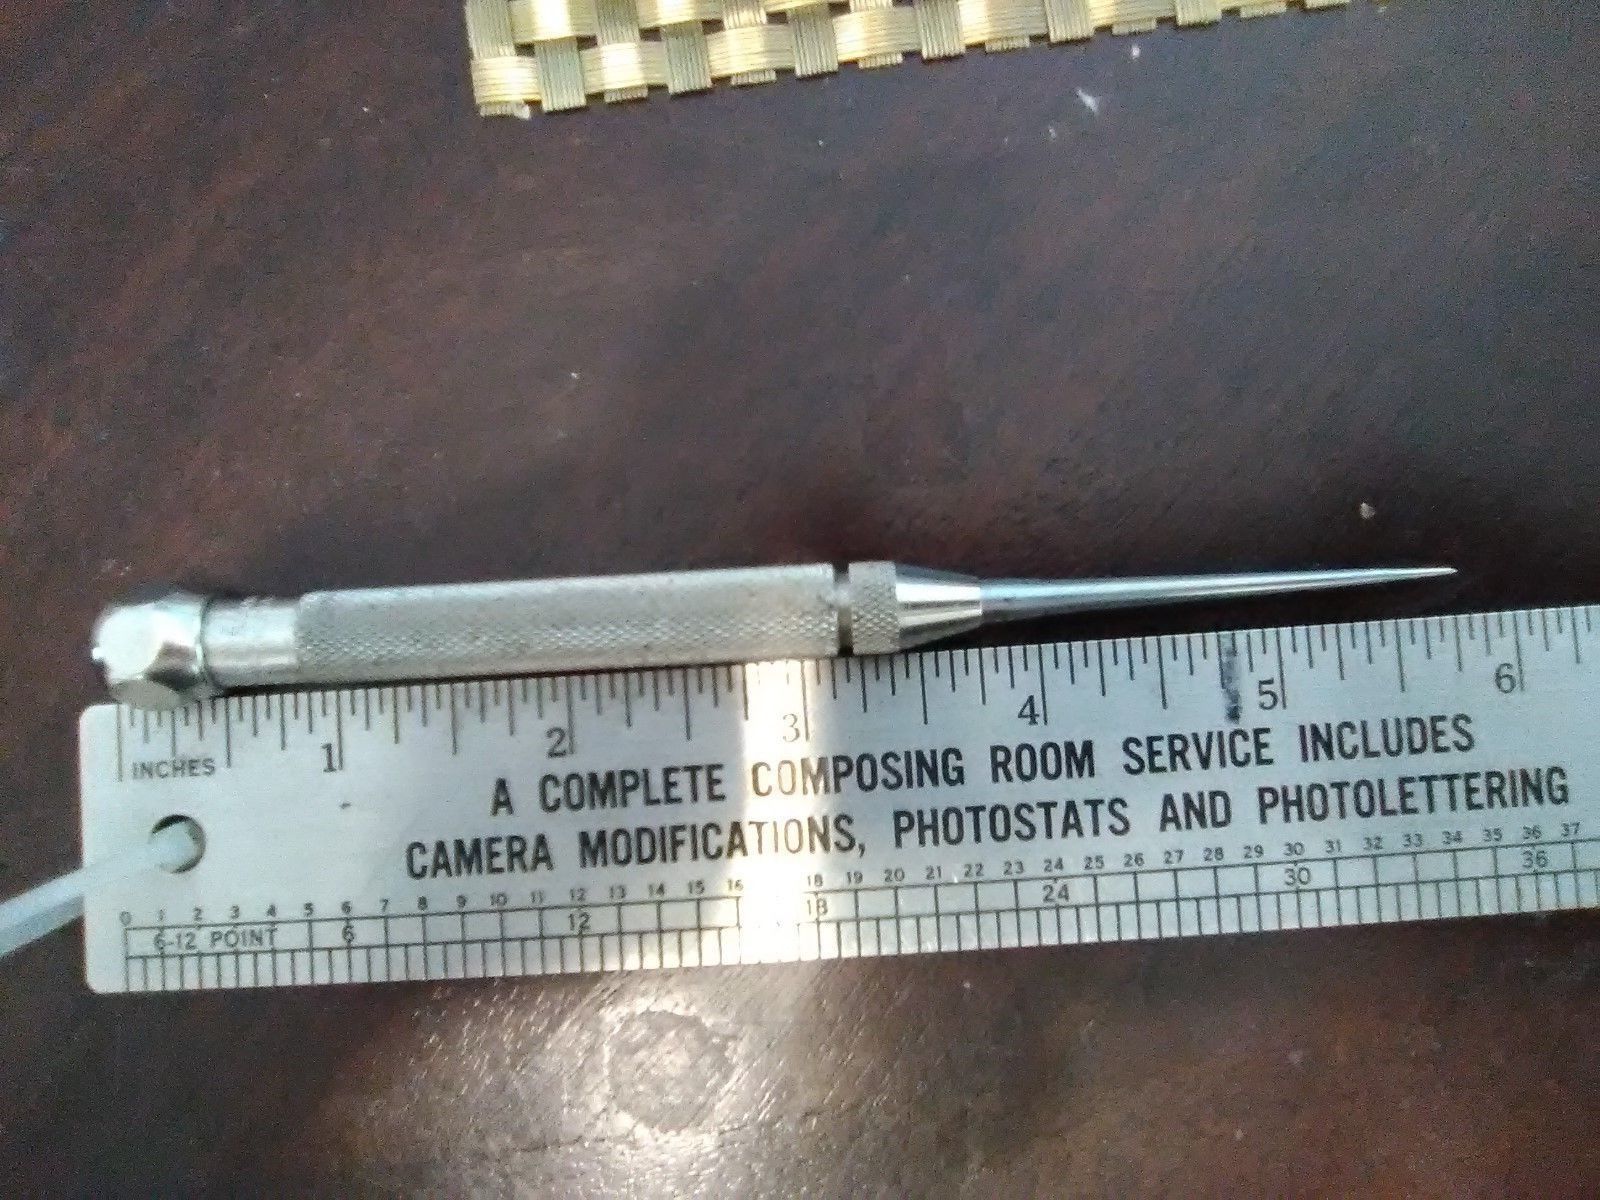 1 2 3 4 5 6
INCHES
A COMPLETE COMPOSING ROOM SERVICE INCLUDES
CAMERA MODIFICATIONS, PHOTOSTATS AND PHOTOLETTERING
0 1 2 3 4 5 6 7 8 9 10 11 12 13 14 15 16 18 19 20 21 22 23 24 25 26 27 28 29 30 31 32 33 34 35 36 37
6-12 POINT 6 12 18 24 30 36